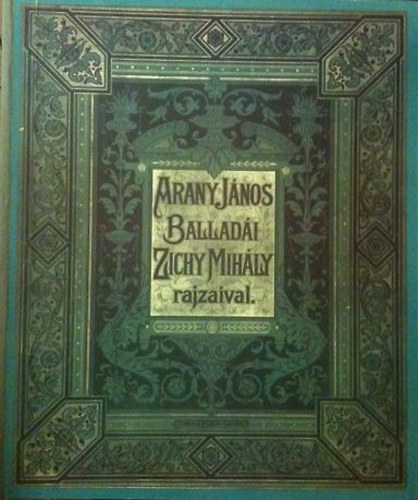 ARANY JÁNOS
BALLADÁI
ZICHY MIHÁLY
rajzaival.